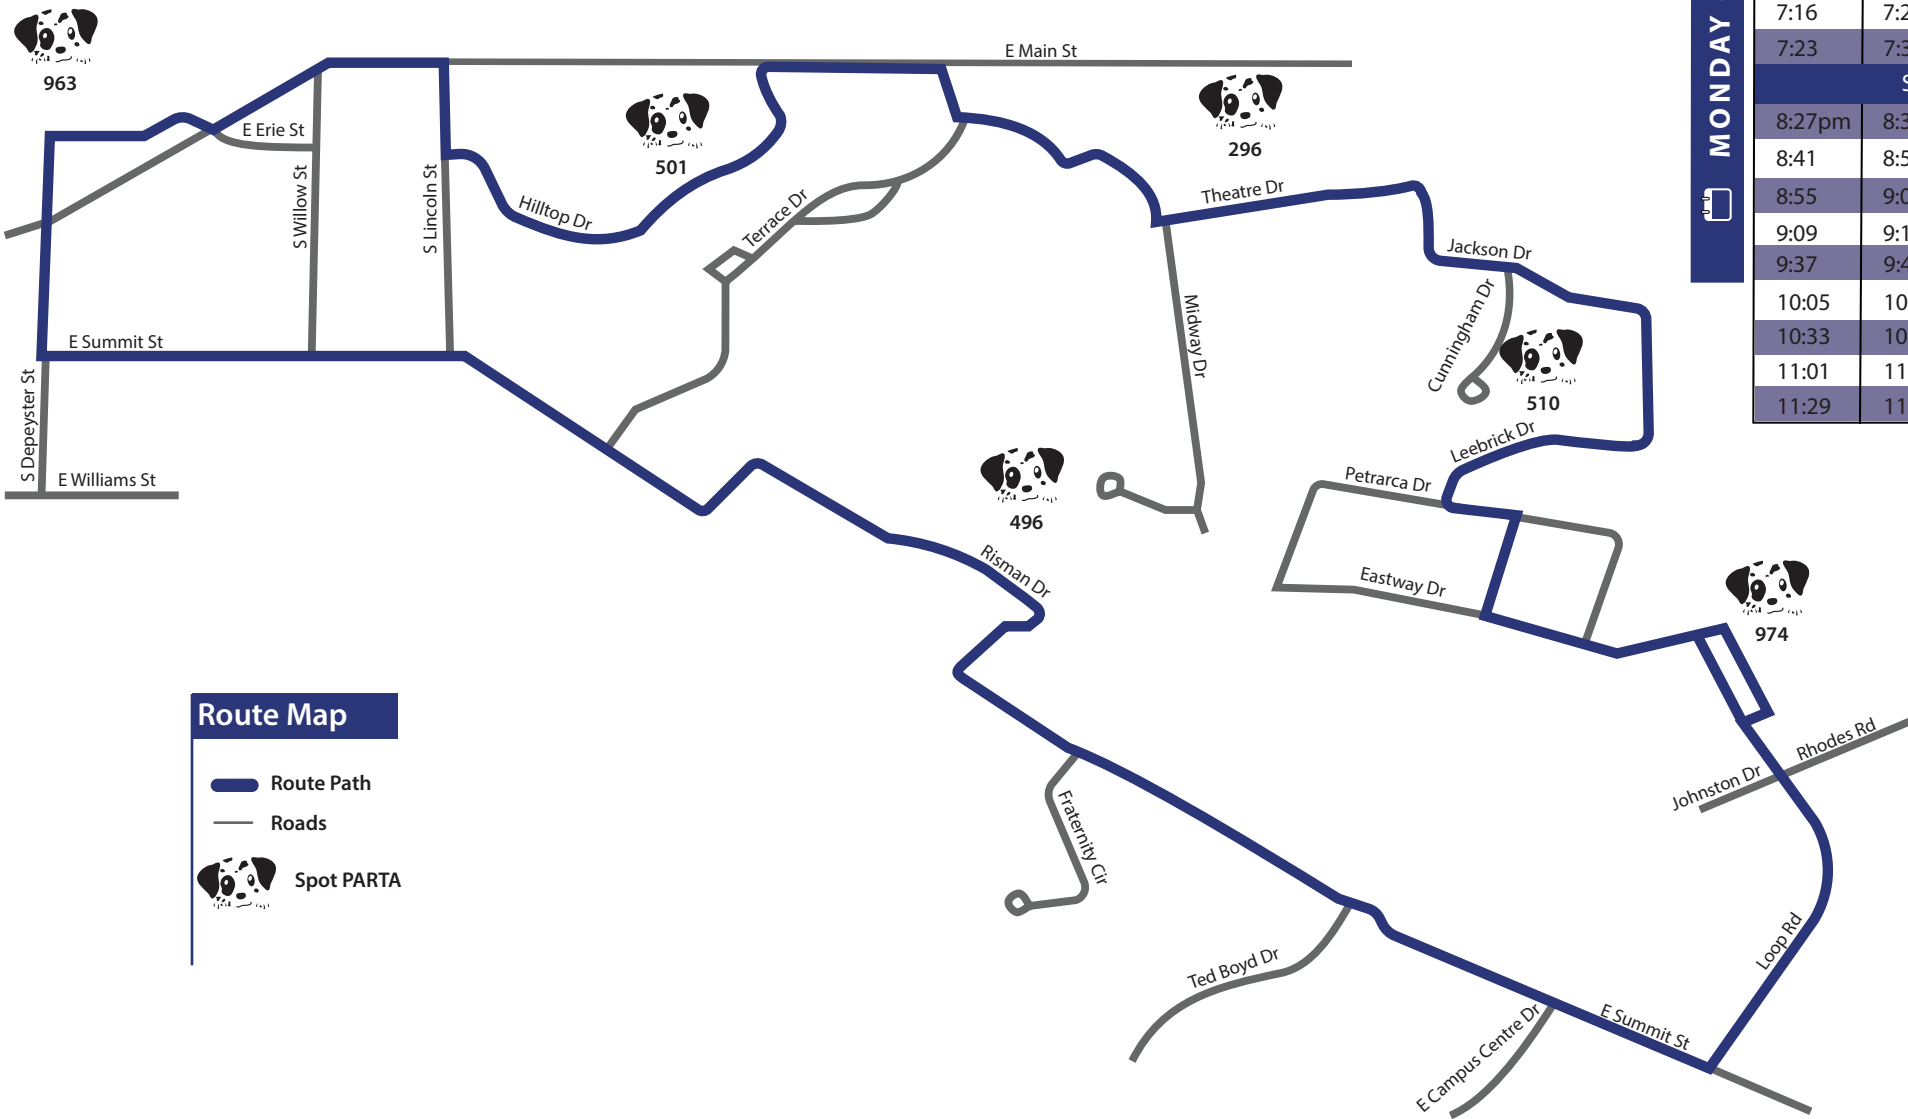 963
E Main St
501
296
E Erie St
S Willow St
S Lincoln St
Hilltop Dr
Terrace Dr
Theatre Dr
Jackson Dr
Cunningham Dr
Midway Dr
510
E Summit St
S Depeyster St
E Williams St
Leebrick Dr
Petrarca Dr
496
Eastway Dr
Risman Dr
974
Rhodes Rd
Johnston Dr
Fraternity Cir
Loop Rd
Ted Boyd Dr
E Campus Centre Dr
E Summit St
Route Map
Route Path
Roads
Spot PARTA
MONDAY
7:16
7:23
8:27pm
8:41
8:55
9:09
9:37
10:05
10:33
11:01
11:29